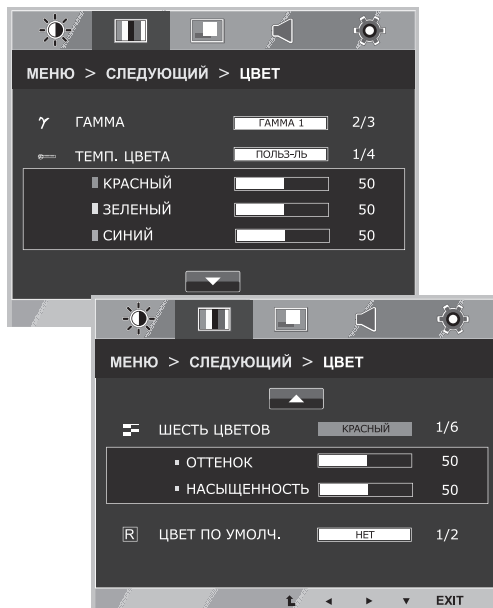 МЕНЮ > СЛЕДУЮЩИЙ > ЦВЕТ
γ ГАММА ГАММА 1 2/3
ТЕМП. ЦВЕТА ПОЛЬЗ-ЛЬ 1/4
КРАСНЫЙ 50
ЗЕЛЕНЫЙ 50
СИНИЙ 50
МЕНЮ > СЛЕДУЮЩИЙ > ЦВЕТ
ШЕСТЬ ЦВЕТОВ КРАСНЫЙ 1/6
ОТТЕНОК 50
НАСЫЩЕННОСТЬ 50
R ЦВЕТ ПО УМОЛЧ. НЕТ 1/2
EXIT